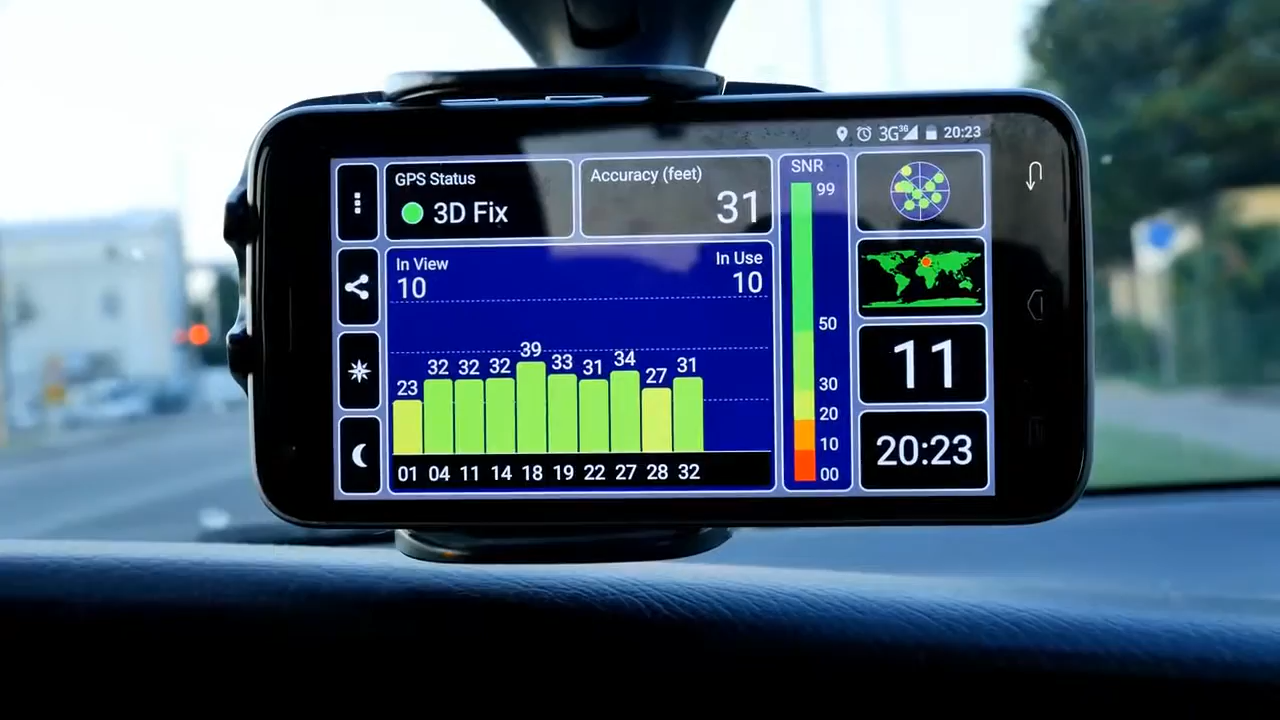 3G 3G 20:23
GPS Status
3D Fix
Accuracy (feet)
31
In View
10
In Use
10
23 32 32 32 39 33 31 34 27 31
01 04 11 14 18 19 22 27 28 32
SNR
99
50
30
20
10
00
11
20:23